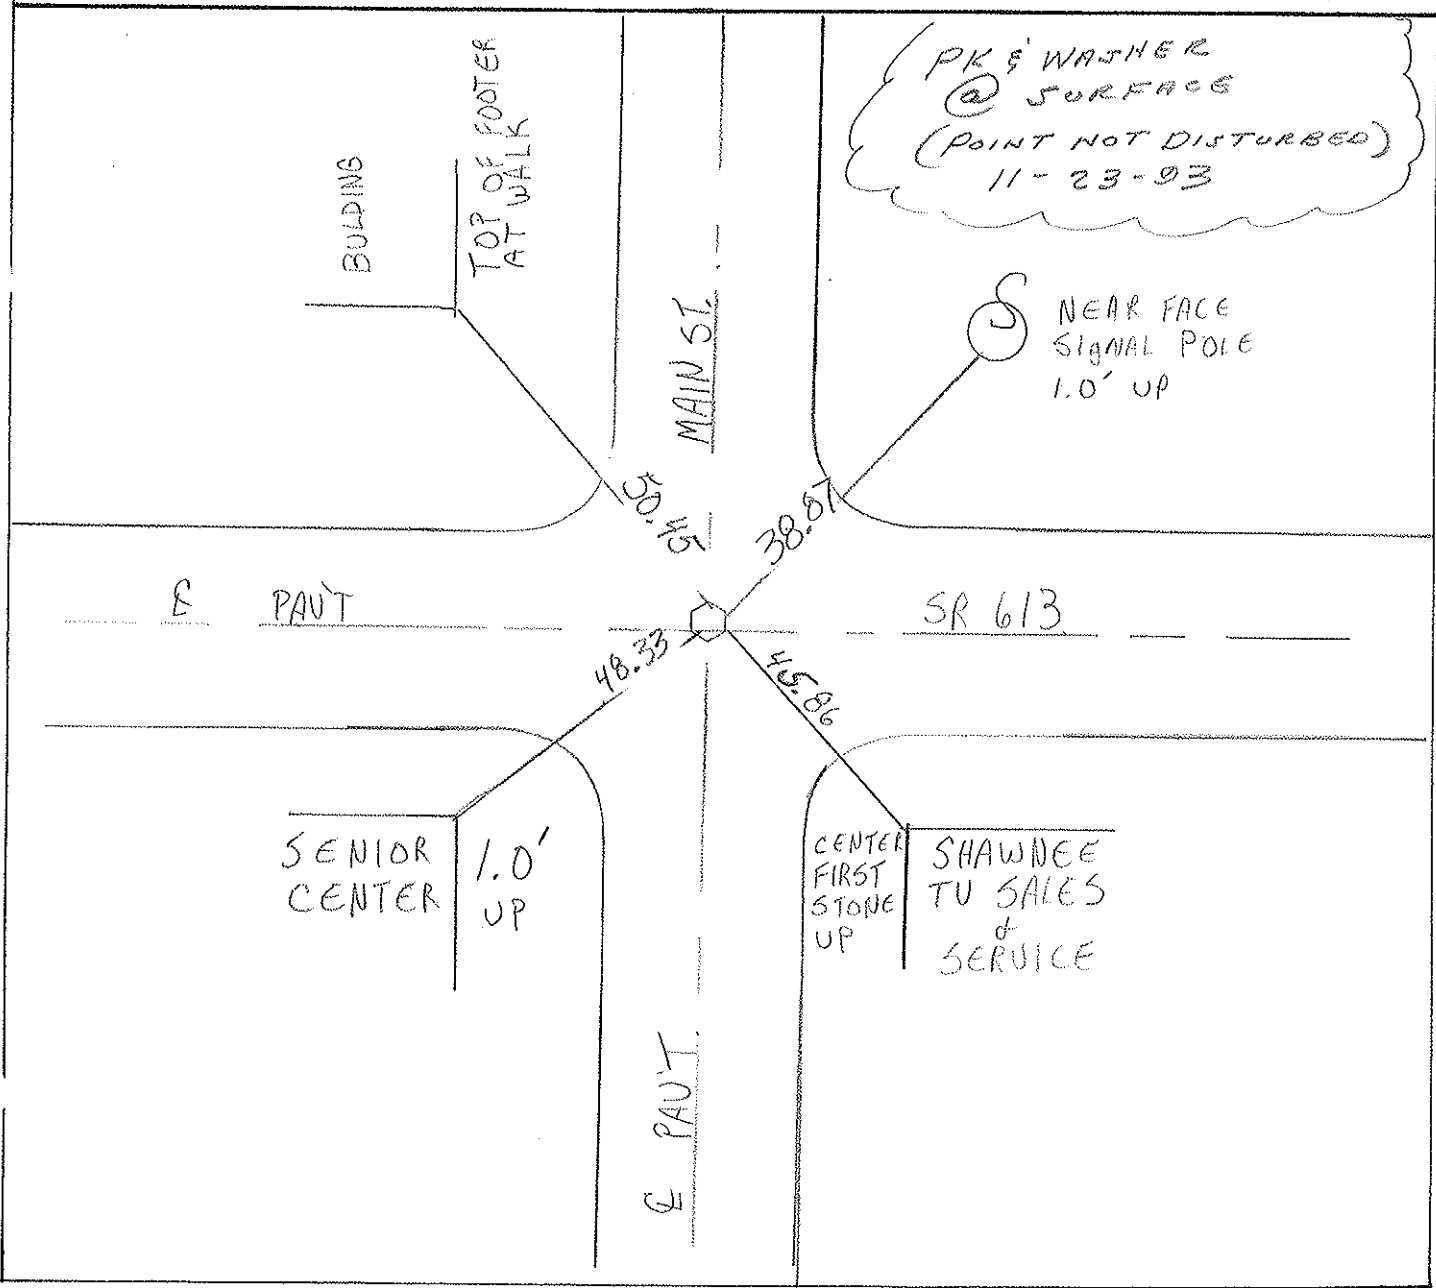 PK & WASHER
@ SURFACE
(POINT NOT DISTURBED)
11-23-93
BULDING
TOP OF FOOTER
AT WALK
MAIN ST.
NEAR FACE
SIGNAL POLE
1.0' UP
50.45
38.87
℄ PAV'T
SR 613
48.33
45.86
SENIOR
CENTER
1.0'
UP
CENTER
FIRST
STONE
UP
SHAWNEE
TV SALES
&
SERVICE
℄ PAV'T.